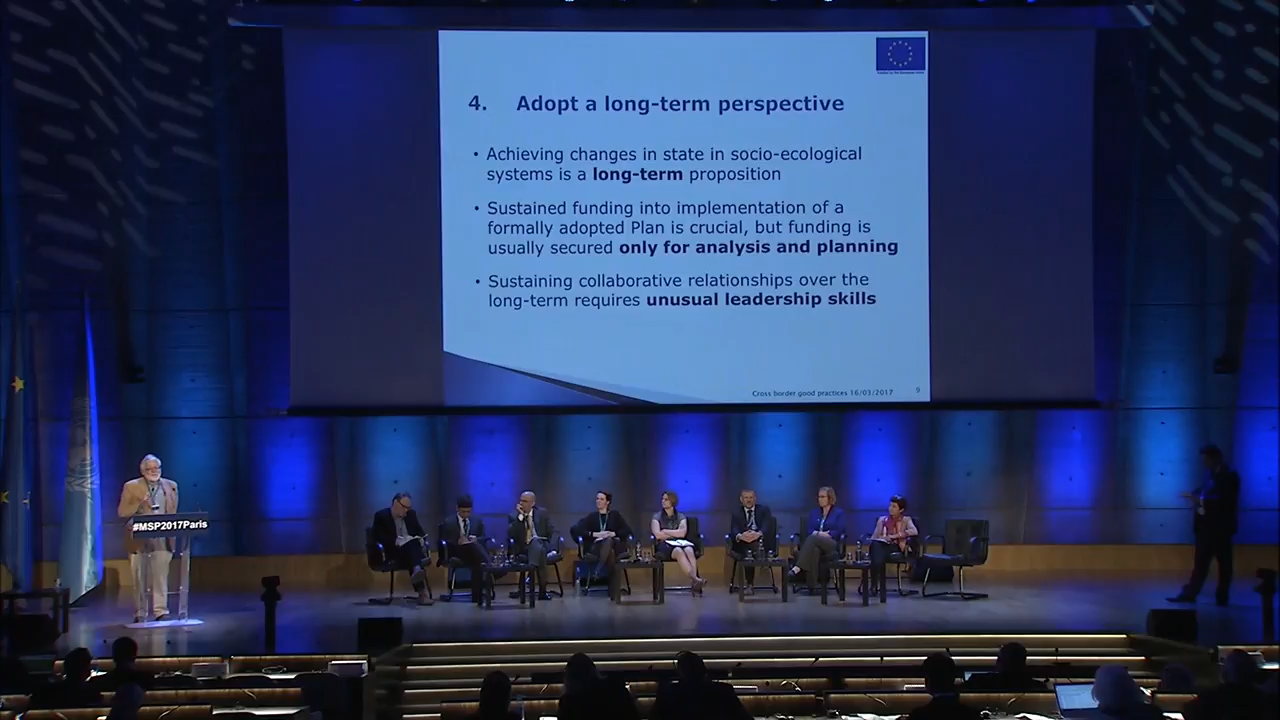 4. Adopt a long-term perspective
• Achieving changes in state in socio-ecological
systems is a long-term proposition
• Sustained funding into implementation of a
formally adopted Plan is crucial, but funding is
usually secured only for analysis and planning
• Sustaining collaborative relationships over the
long-term requires unusual leadership skills
Cross border good practices 16/03/2017 9
#MSP2017Paris